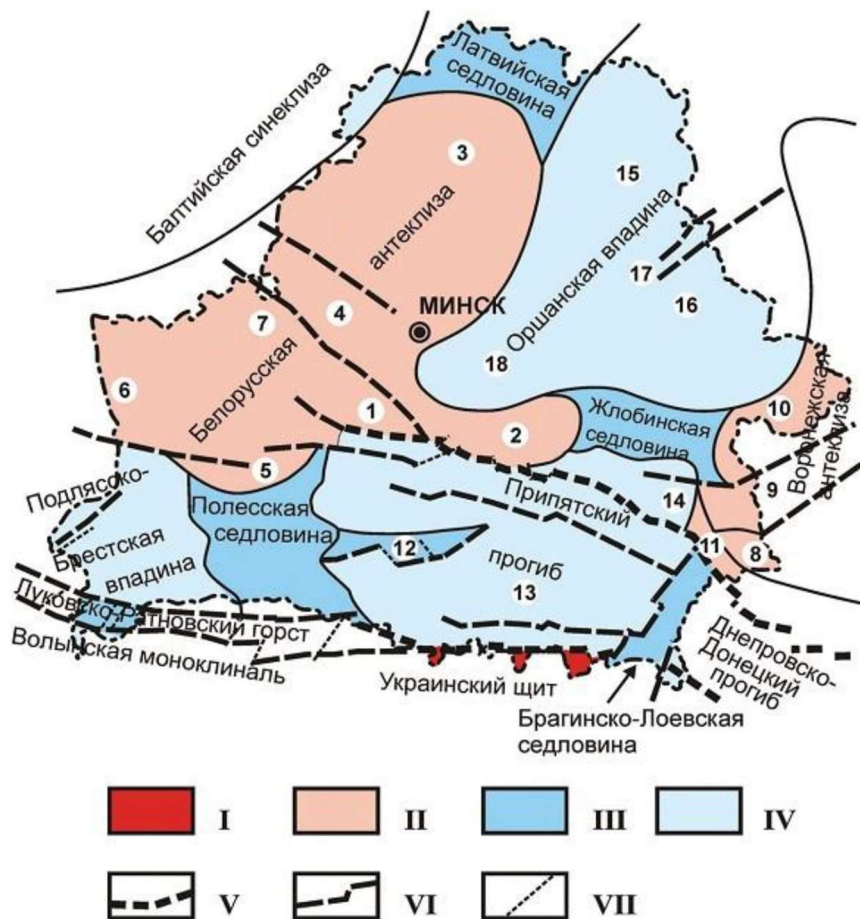 Латвийская
седловина
Балтийская синеклиза
3
антеклиза
15
Оршанская впадина
17
16
7
4
МИНСК
18
6
Белорусская
1
2
Жлобинская
седловина
10
Воронежская
антеклиза
9
5
Подлясско-
Брестская
впадина
Полесская
седловина
Припятский
прогиб
14
12
13
11
8
Луковско-Ратновский горст
Волынская моноклиналь
Украинский щит
Днепровско-
Донецкий
прогиб
Брагинско-Лоевская
седловина
I
II
III
IV
V
VI
VII